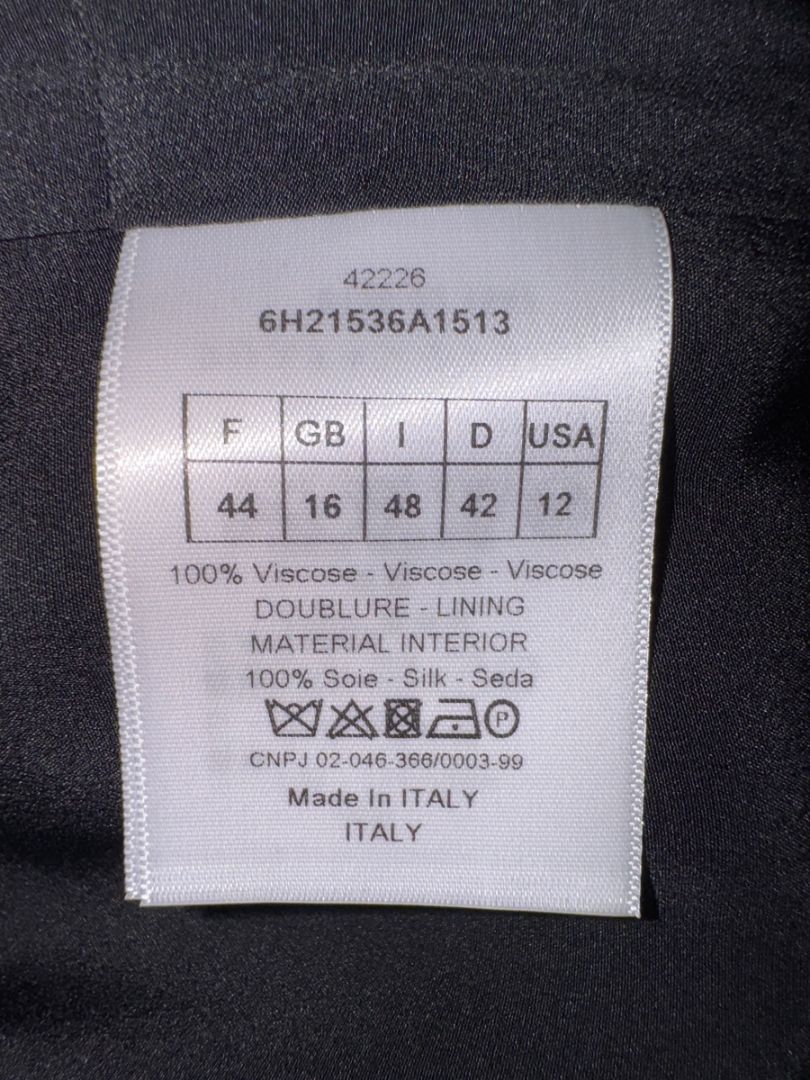 42226
6H21536A1513
F GB I D USA
44 16 48 42 12
100% Viscose - Viscose - Viscose
DOUBLURE - LINING
MATERIAL INTERIOR
100% Soie - Silk - Seda
P
CNPJ 02-046-366/0003-99
Made In ITALY
ITALY